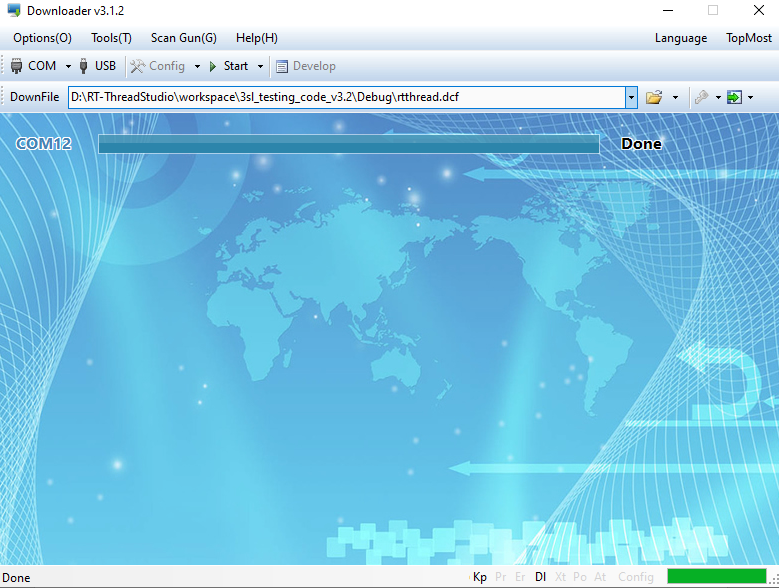 Downloader v3.1.2
Options(O) Tools(T) Scan Gun(G) Help(H) Language TopMost
COM USB Config Start Develop
DownFile D:\RT-ThreadStudio\workspace\3sl_testing_code_v3.2\Debug\rtthread.dcf
COM12 Done
Done Kp Pr Er Dl Xt Po At Config